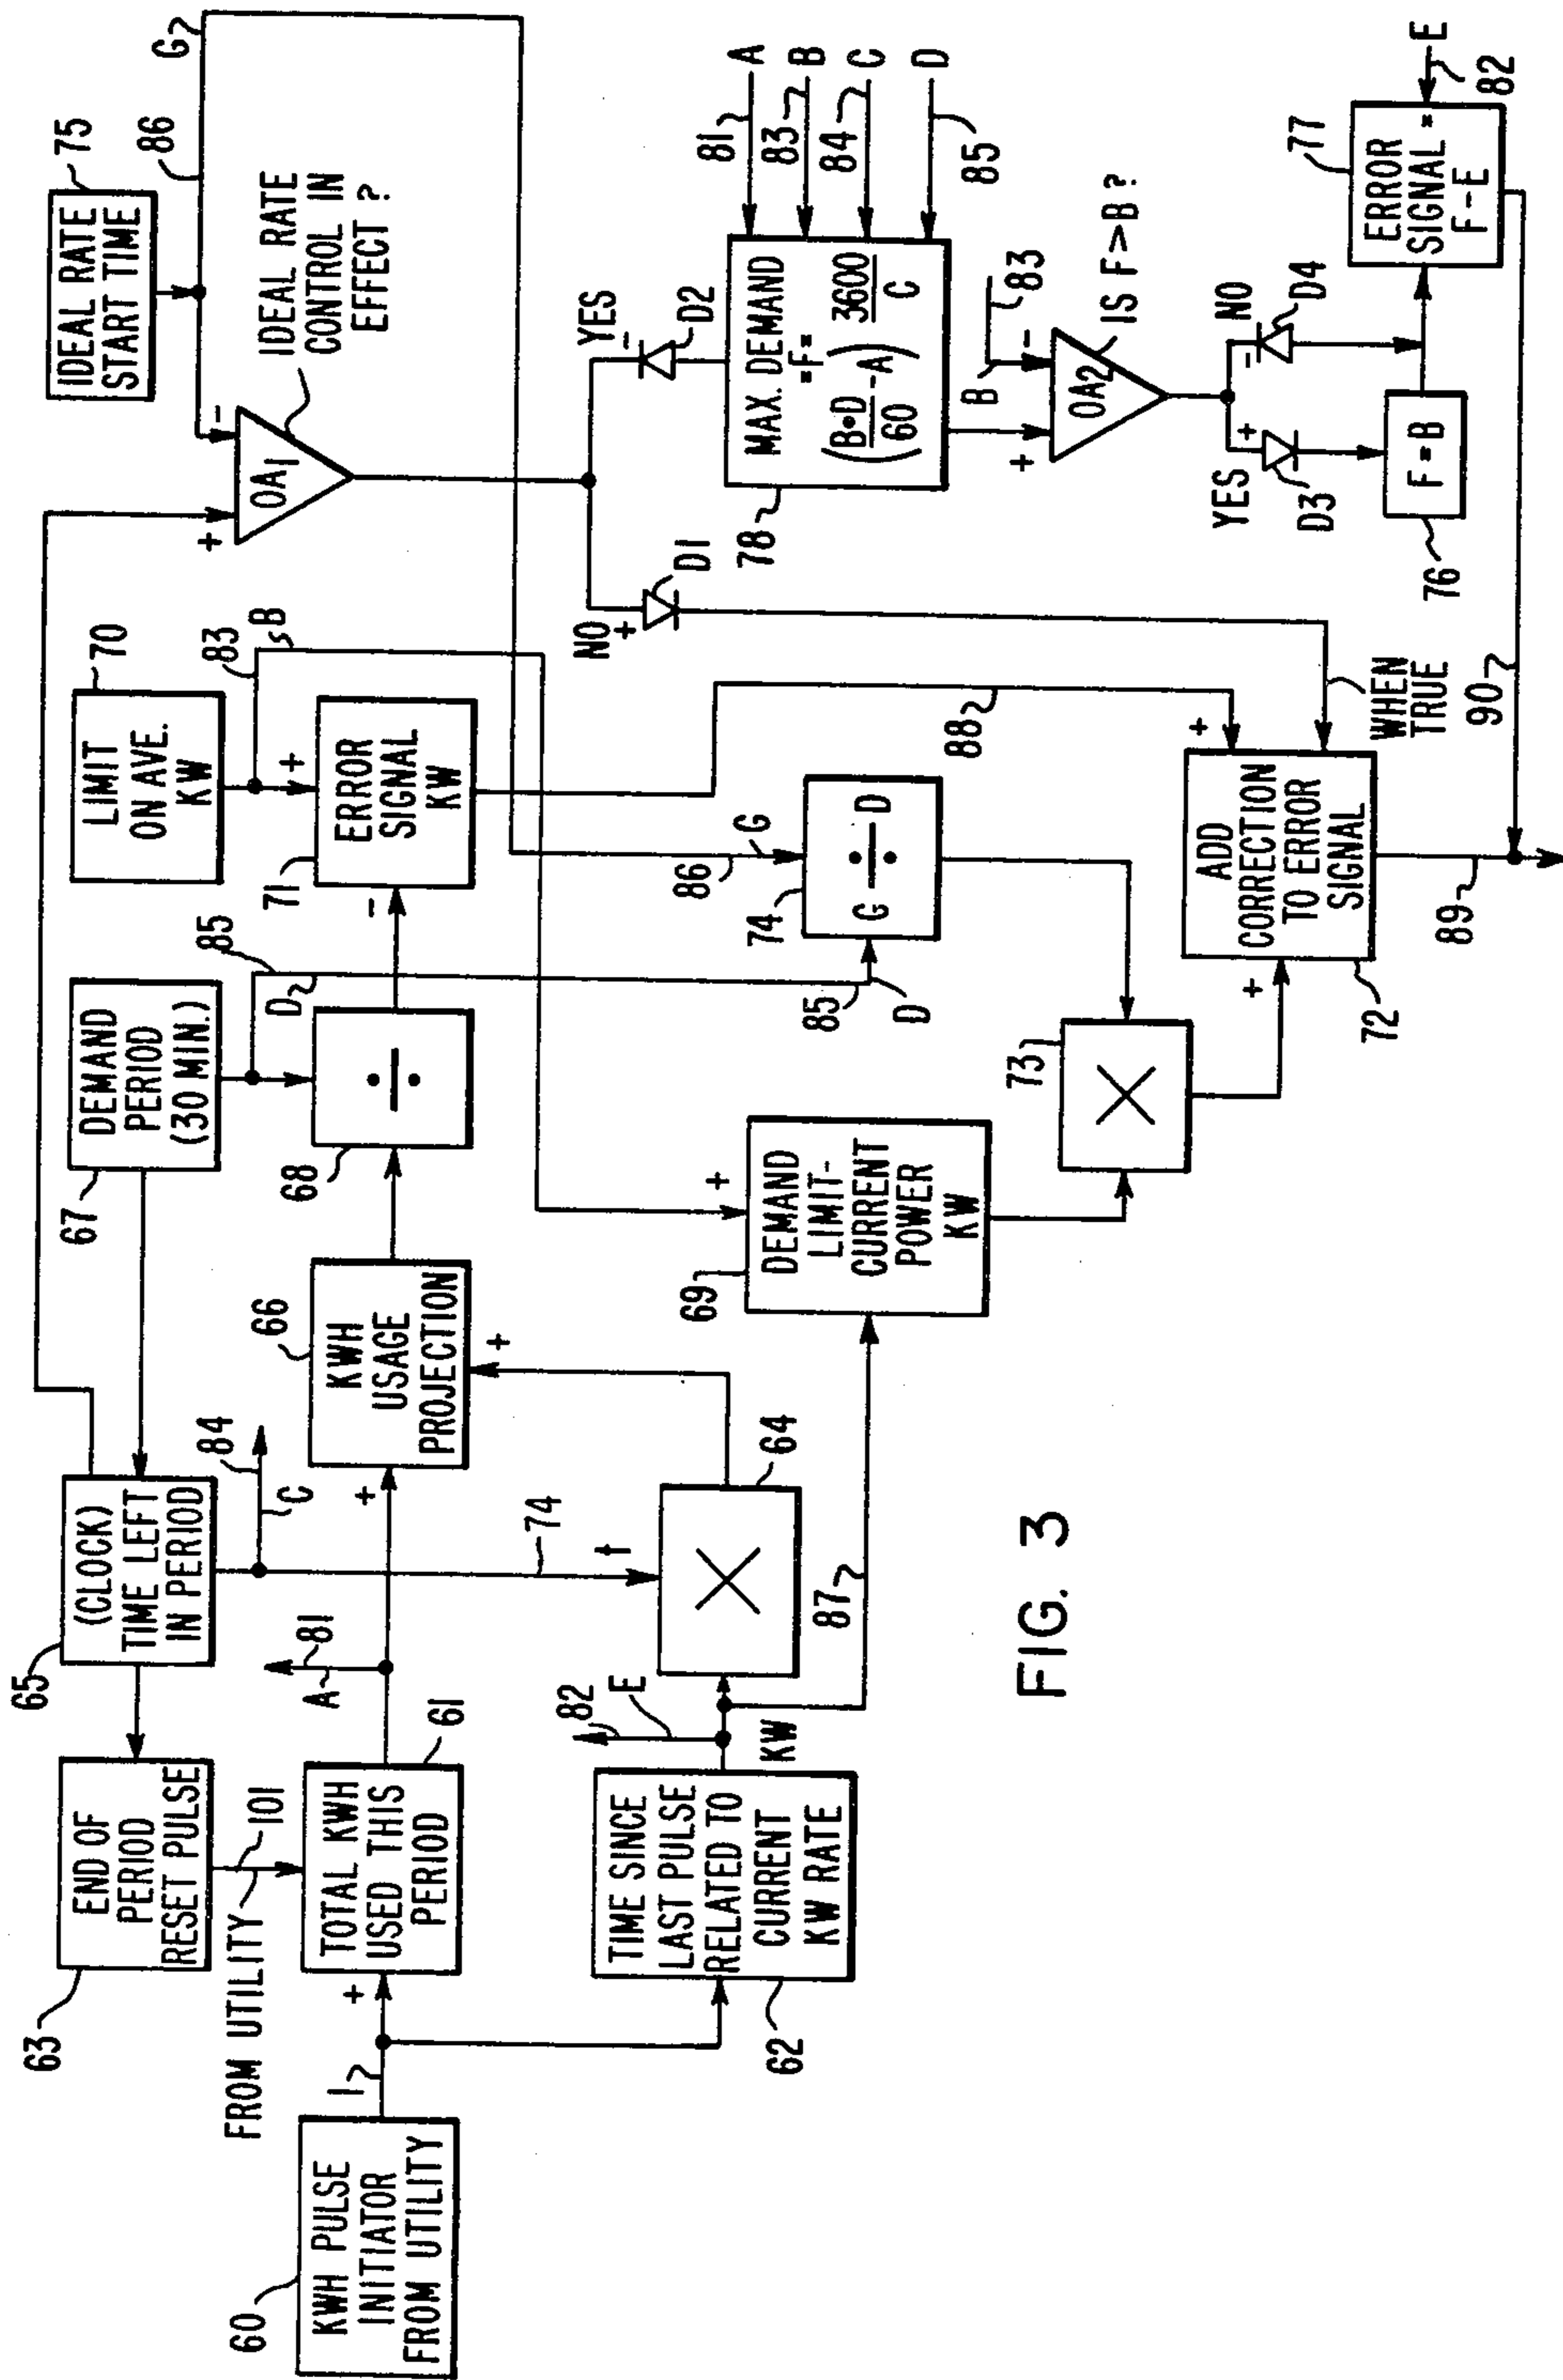 60
KWH PULSE
INITIATOR
FROM UTILITY
I
63
END OF
PERIOD
RESET PULSE
FROM UTILITY
101
+
TOTAL KWH
USED THIS
PERIOD
61
62
TIME SINCE
LAST PULSE
RELATED TO
CURRENT
KW RATE
KW
82
E
A
81
65
(CLOCK)
TIME LEFT
IN PERIOD
C
84
74
t
64
87
+
+
66
KWH
USAGE
PROJECTION
67
DEMAND
PERIOD
(30 MIN.)
68
÷
85
D
69
DEMAND
LIMIT-
CURRENT
POWER
KW
+
70
LIMIT
ON AVE.
KW
83
B
+
-
71
ERROR
SIGNAL
KW
85
D
74
G ÷ D
86
G
73
88
+
+
72
ADD
CORRECTION
TO ERROR
SIGNAL
WHEN
TRUE
89
90
75
IDEAL RATE
START TIME
86
G
+
-
OA1
IDEAL RATE
CONTROL IN
EFFECT ?
NO
+
D1
YES
-
D2
78
MAX. DEMAND
=F=
(B•D/60 -A) 3600/C
81
A
83
B
84
C
85
D
+
B
-
83
OA2
IS F>B?
YES
+
D3
NO
-
D4
76
F=B
77
ERROR
SIGNAL =
F-E
E
82
FIG. 3